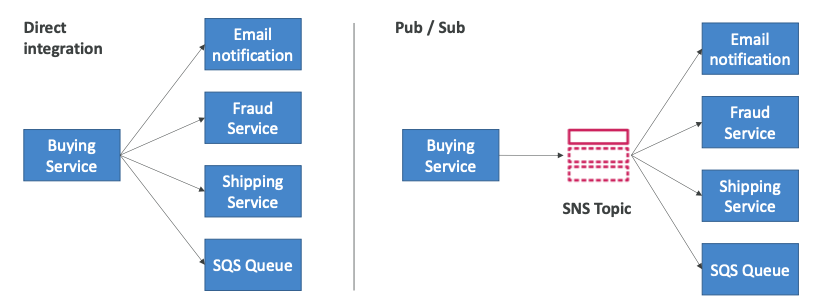 Direct
integration
Email
notification
Fraud
Service
Buying
Service
Shipping
Service
SQS Queue
Pub / Sub
Buying
Service
SNS Topic
Email
notification
Fraud
Service
Shipping
Service
SQS Queue